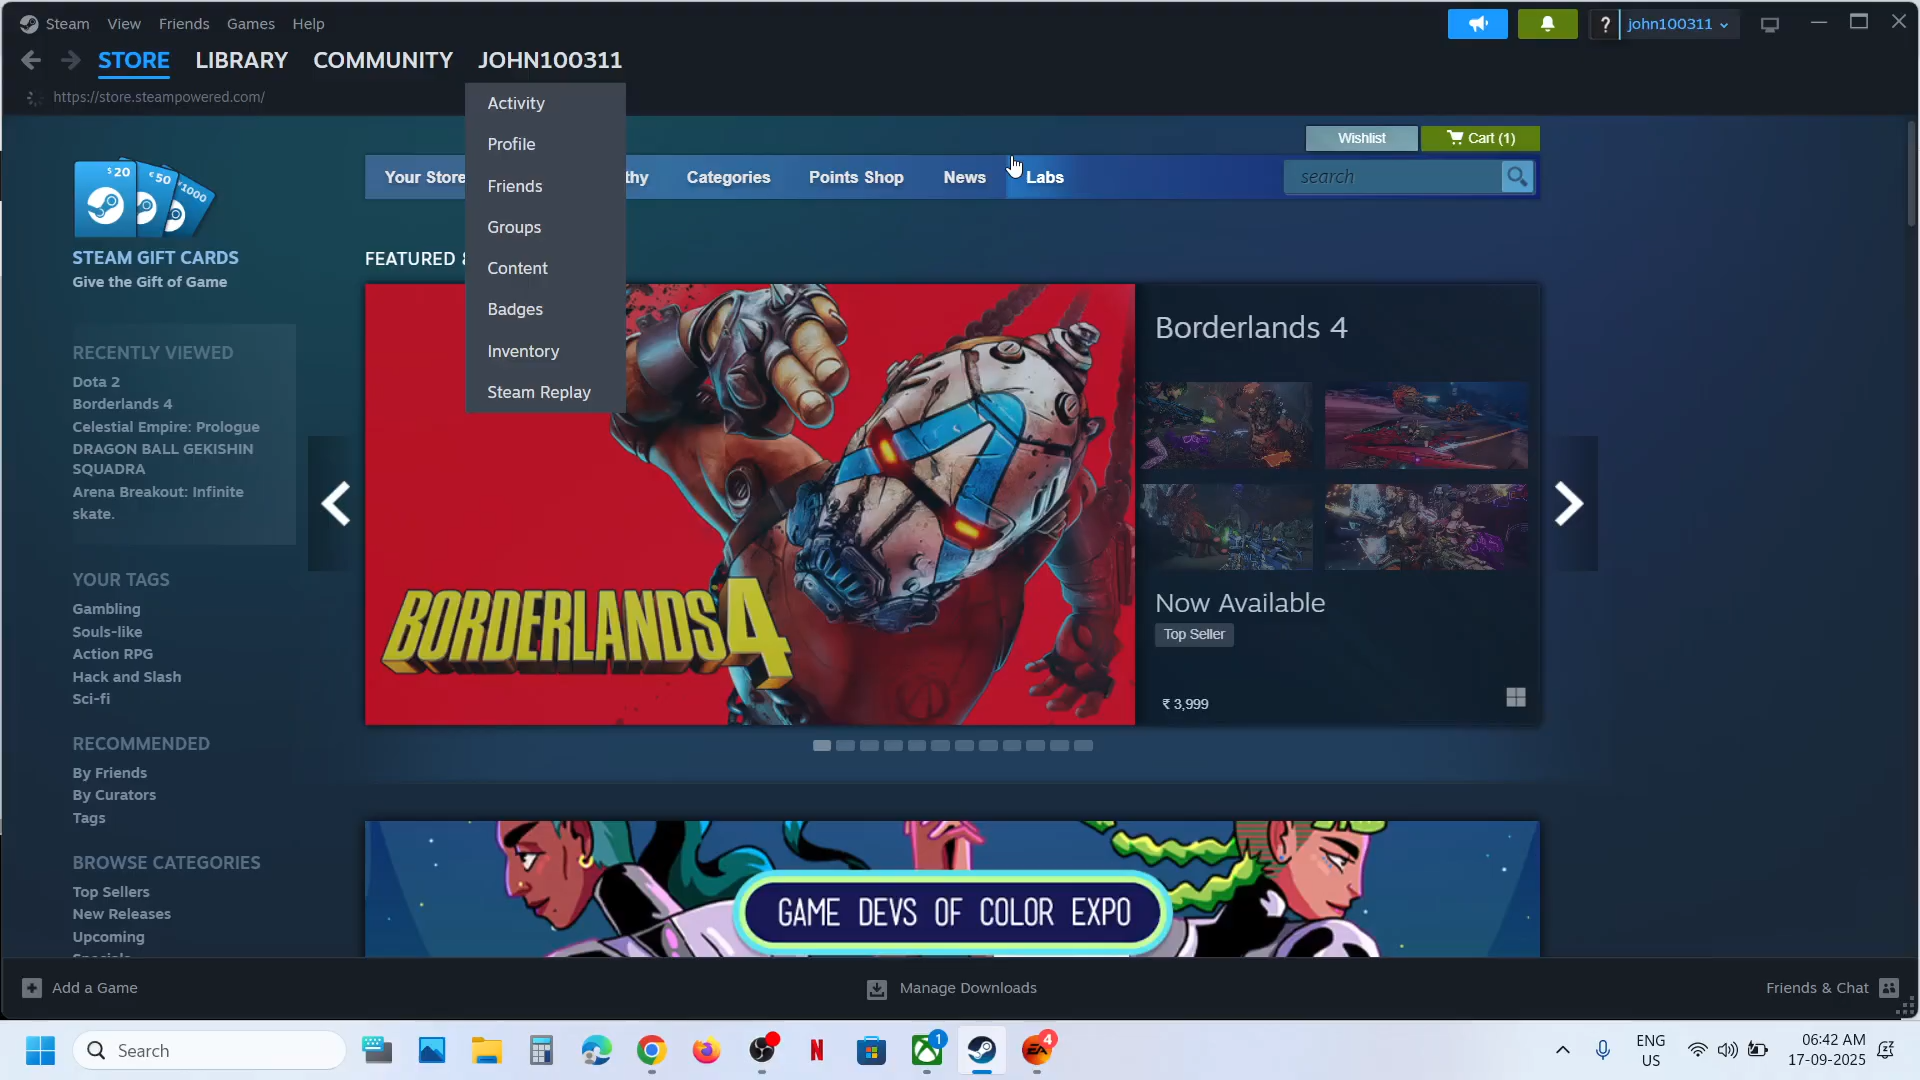 Steam View Friends Games Help
? john100311
STORE LIBRARY COMMUNITY JOHN100311
https://store.steampowered.com/
Activity
Profile
Friends
Groups
Content
Badges
Inventory
Steam Replay
Wishlist
Cart (1)
Your Store thy Categories Points Shop News Labs
search
$20 €50 ¥1000
STEAM GIFT CARDS
Give the Gift of Game
FEATURED &
RECENTLY VIEWED
Dota 2
Borderlands 4
Celestial Empire: Prologue
DRAGON BALL GEKISHIN
SQUADRA
Arena Breakout: Infinite
skate.
YOUR TAGS
Gambling
Souls-like
Action RPG
Hack and Slash
Sci-fi
RECOMMENDED
By Friends
By Curators
Tags
BROWSE CATEGORIES
Top Sellers
New Releases
Upcoming
Specials
BORDERLANDS 4
Borderlands 4
Now Available
Top Seller
₹ 3,999
GAME DEVS OF COLOR EXPO
Add a Game
Manage Downloads
Friends & Chat
Search
1
EA
4
ENG
US
06:42 AM
17-09-2025